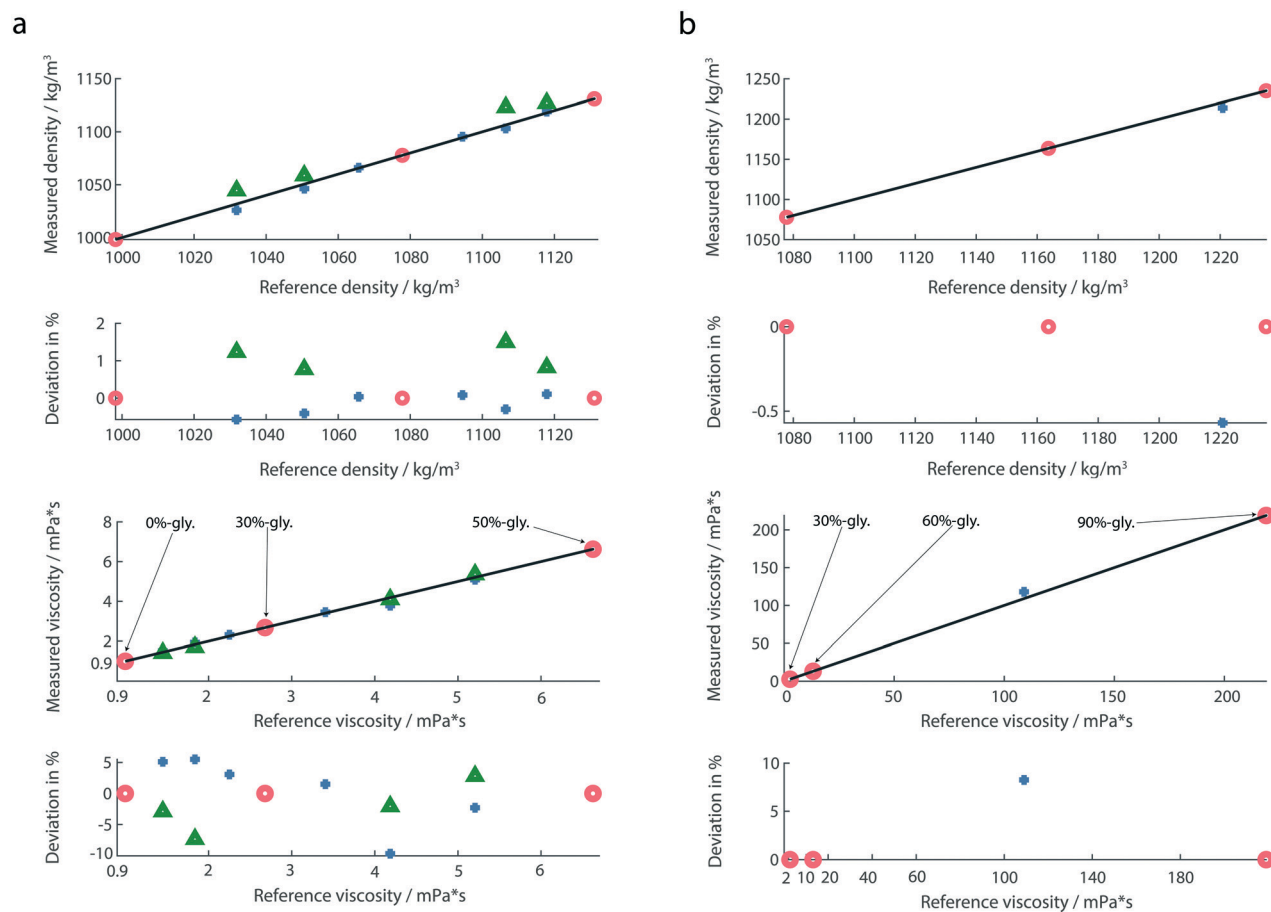 a
Measured density / kg/m³
1150
1100
1050
1000
1000 1020 1040 1060 1080 1100 1120
Reference density / kg/m³
Deviation in %
2
1
0
1000 1020 1040 1060 1080 1100 1120
Reference density / kg/m³
Measured viscosity / mPa*s
8
6
4
2
0.9
0%-gly. 30%-gly. 50%-gly.
0.9 2 3 4 5 6
Reference viscosity / mPa*s
Deviation in %
5
0
-5
-10
0.9 2 3 4 5 6
Reference viscosity / mPa*s
b
Measured density / kg/m³
1250
1200
1150
1100
1050
1080 1100 1120 1140 1160 1180 1200 1220
Reference density / kg/m³
Deviation in %
0
-0.5
1080 1100 1120 1140 1160 1180 1200 1220
Reference density / kg/m³
Measured viscosity / mPa*s
200
150
100
50
0
30%-gly. 60%-gly. 90%-gly.
0 50 100 150 200
Reference viscosity / mPa*s
Deviation in %
10
5
0
2 10 20 40 60 100 140 180
Reference viscosity / mPa*s